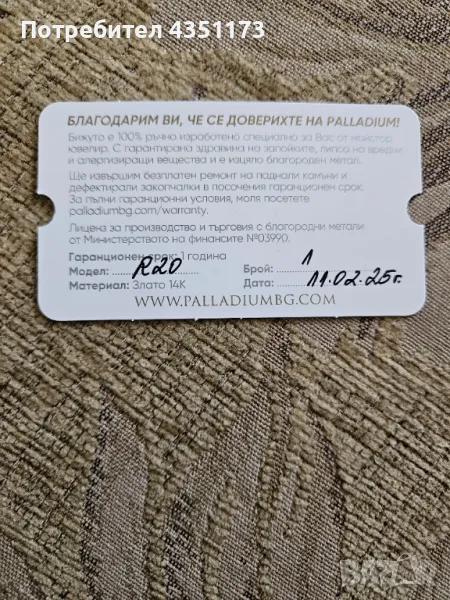 Потребител 4351173
БЛАГОДАРИМ ВИ, ЧЕ СЕ ДОВЕРИХТЕ НА PALLADIUM!
Бижуто е 100% ръчно изработено специално за Вас от майстор
ювелир. С гарантирана здравина на запойките, липса на вредни
и алергизиращи вещества и е изцяло благороден метал.
Ще извършим безплатен ремонт на паднали камъни и
дефектирали закопчалки в посочения гаранционен срок.
За пълни гаранционни условия, моля посетете
palladiumbg.com/warranty.
Лиценз за производство и търговия с благородни метали
от Министерството на финансите №03990.
Гаранционен срок: 1 година
Модел: R20 Брой: 1
Материал: Злато 14K Дата: 11.02.25г.
WWW.PALLADIUMBG.COM
BAZAR